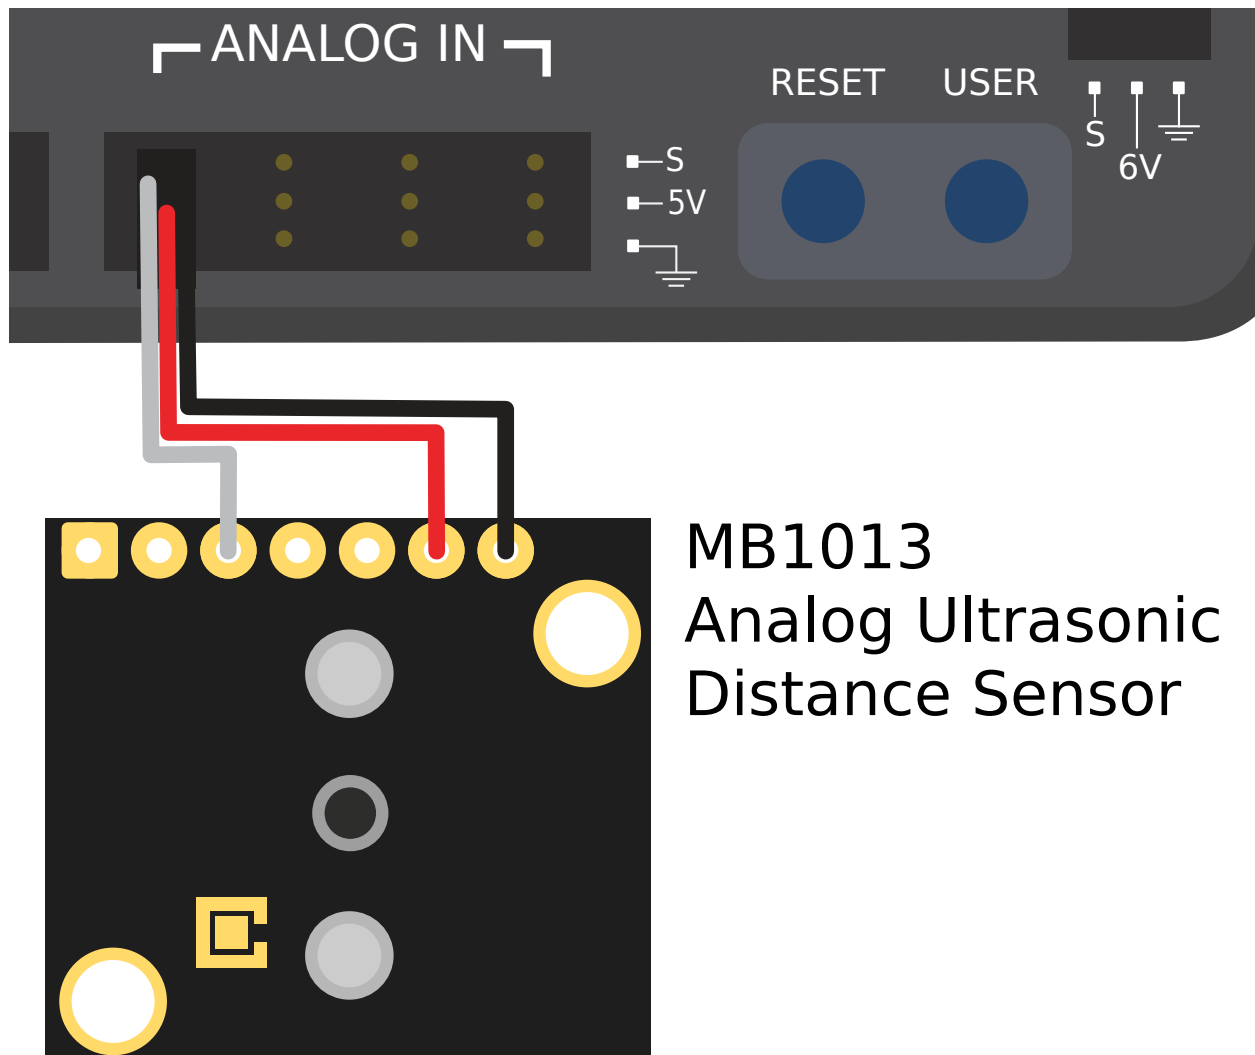 ANALOG IN
RESET
USER
S
6V
S
5V
MB1013
Analog Ultrasonic
Distance Sensor